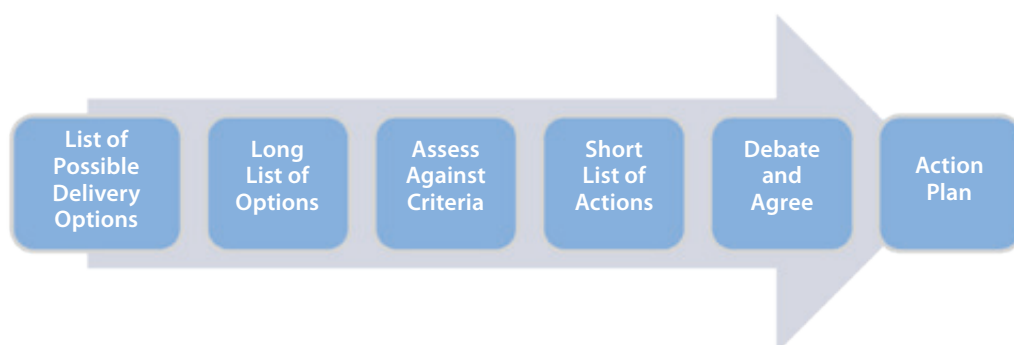 List of
Possible
Delivery
Options
Long
List of
Options
Assess
Against
Criteria
Short
List of
Actions
Debate
and
Agree
Action
Plan